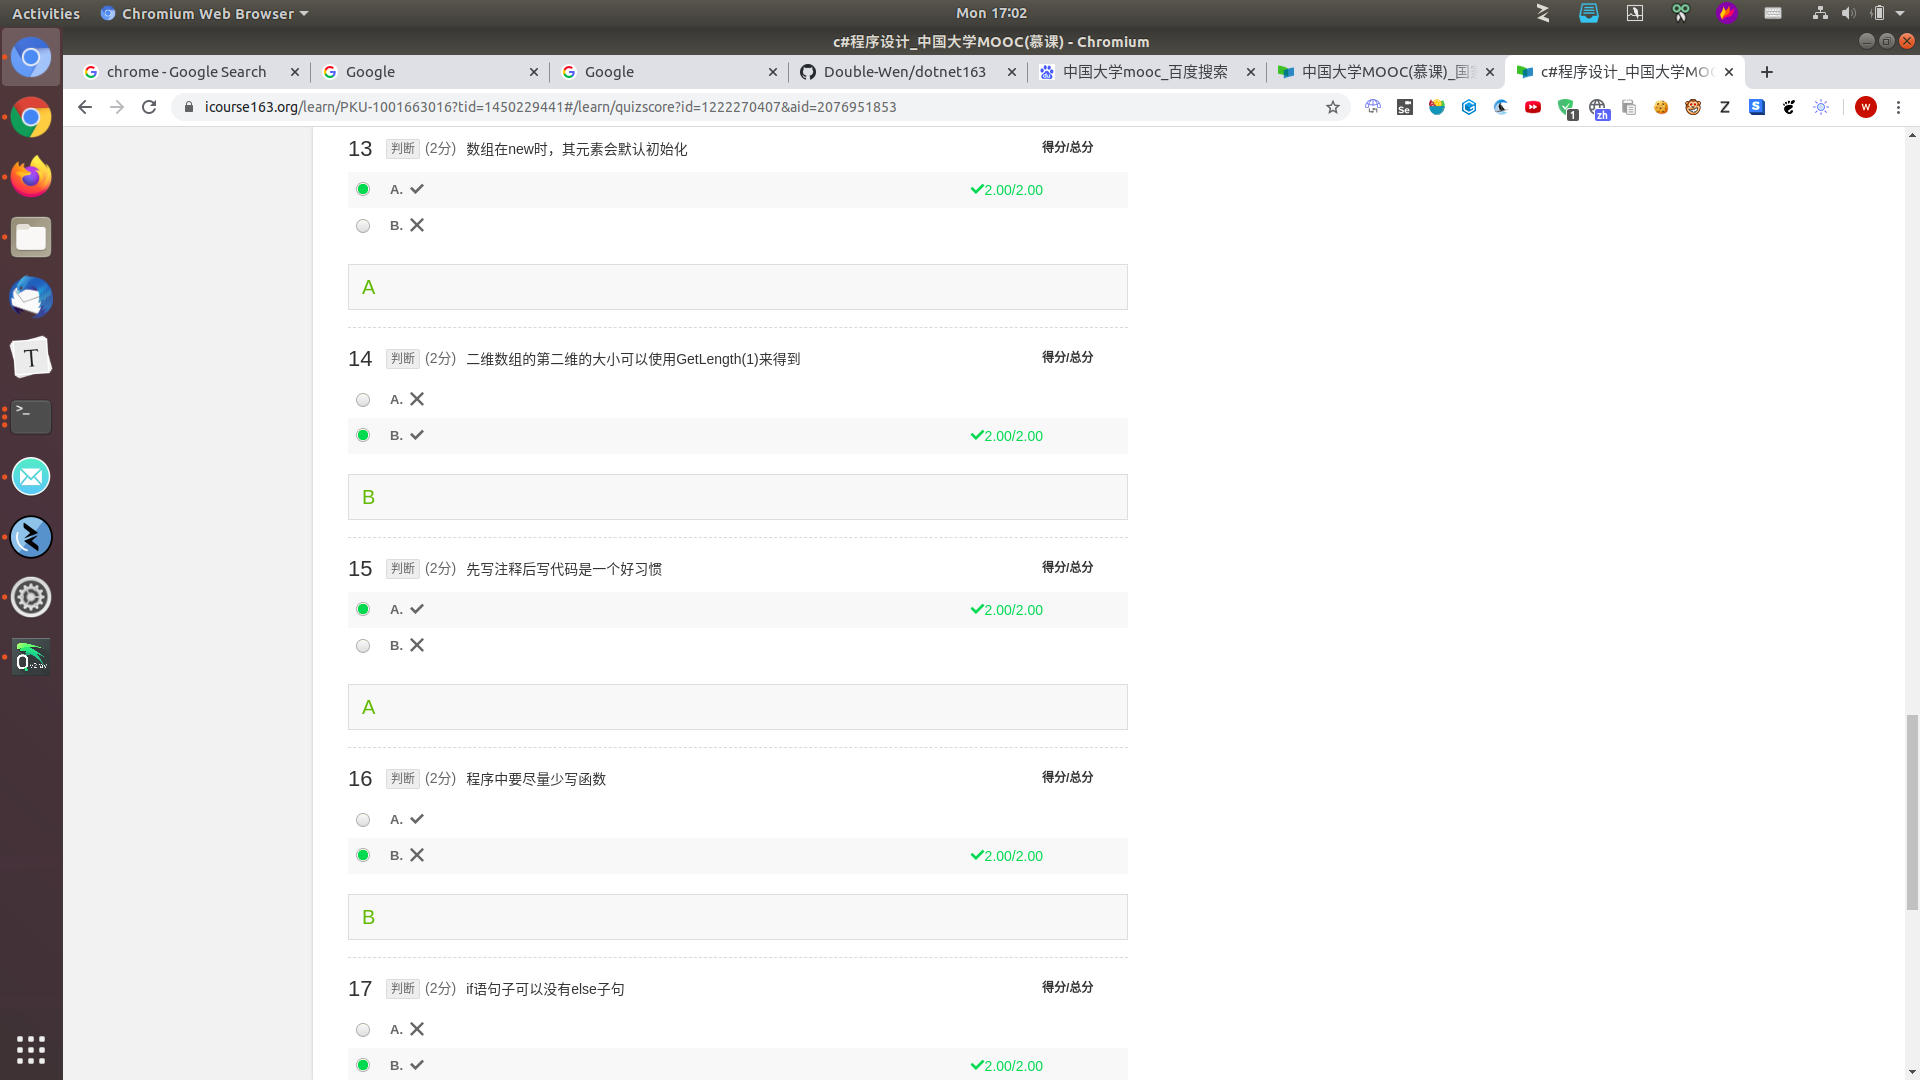 Activities
Chromium Web Browser
Mon 17:02
c#程序设计_中国大学MOOC(慕课) - Chromium
chrome - Google Search
Google
Google
Double-Wen/dotnet163
中国大学mooc_百度搜索
中国大学MOOC(慕课)_国
c#程序设计_中国大学MOO
icourse163.org/learn/PKU-1001663016?tid=1450229441#/learn/quizscore?id=1222270407&aid=2076951853
13 判断 (2分) 数组在new时，其元素会默认初始化 得分/总分
A. 2.00/2.00
B.
A
14 判断 (2分) 二维数组的第二维的大小可以使用GetLength(1)来得到 得分/总分
A.
B. 2.00/2.00
B
15 判断 (2分) 先写注释后写代码是一个好习惯 得分/总分
A. 2.00/2.00
B.
A
16 判断 (2分) 程序中要尽量少写函数 得分/总分
A.
B. 2.00/2.00
B
17 判断 (2分) if语句子可以没有else子句 得分/总分
A.
B. 2.00/2.00